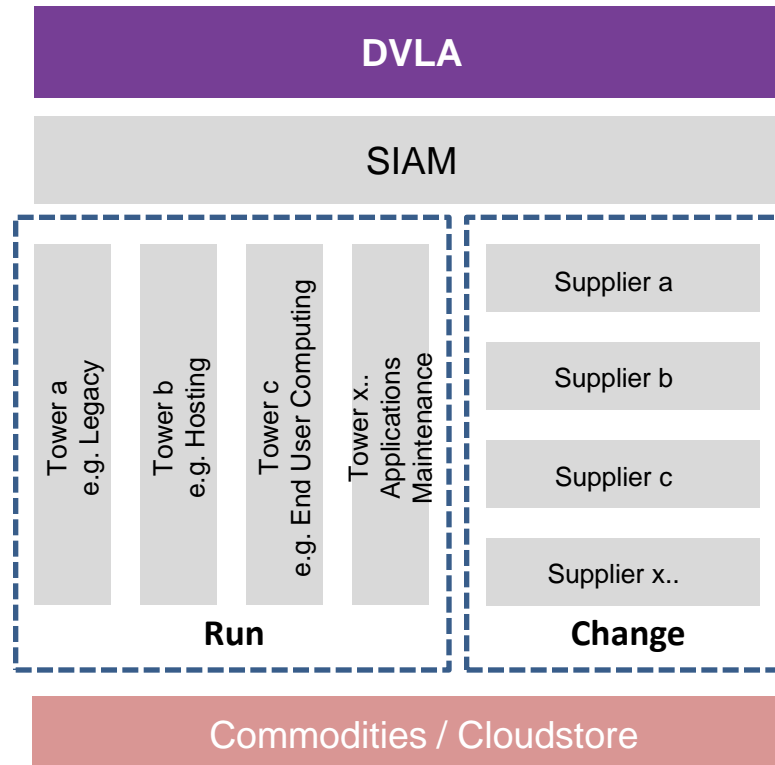 DVLA
SIAM
Tower a
e.g. Legacy
Tower b
e.g. Hosting
Tower c
e.g. End User Computing
Tower x..
Applications
Maintenance
Run
Supplier a
Supplier b
Supplier c
Supplier x..
Change
Commodities / Cloudstore